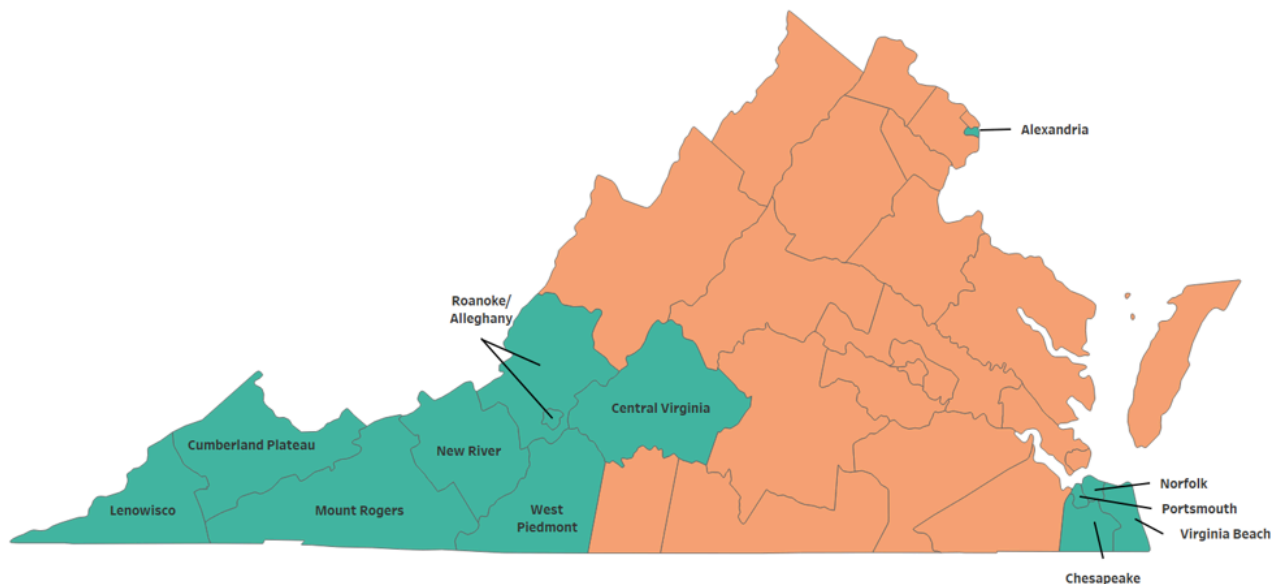 Alexandria
Roanoke/
Alleghany
Central Virginia
Cumberland Plateau
New River
Norfolk
Lenowisco
Mount Rogers
West
Piedmont
Portsmouth
Virginia Beach
Chesapeake